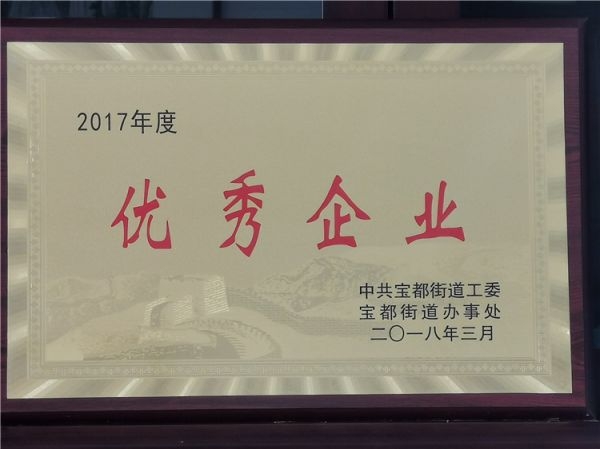 2017年度
优秀企业
中共宝都街道工委
宝都街道办事处
二〇一八年三月